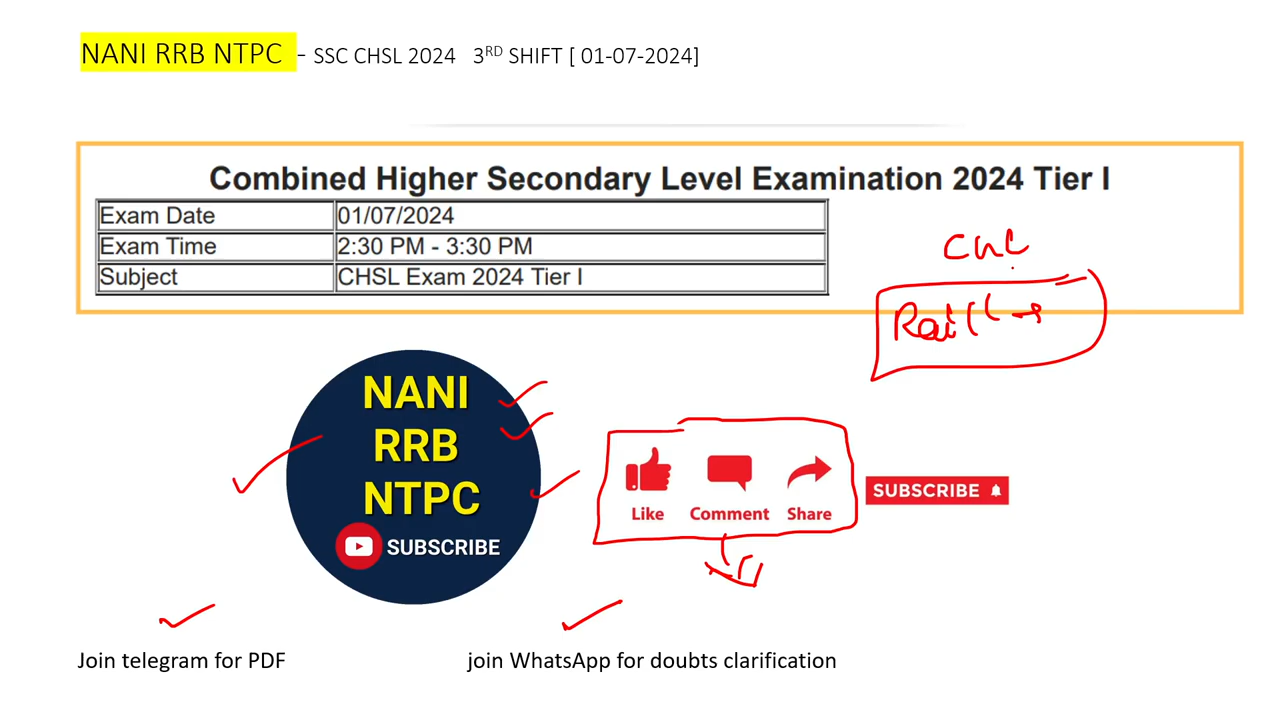 NANI RRB NTPC - SSC CHSL 2024 3RD SHIFT [ 01-07-2024]
Combined Higher Secondary Level Examination 2024 Tier I
Exam Date 01/07/2024
Exam Time 2:30 PM - 3:30 PM
Subject CHSL Exam 2024 Tier I
NANI
RRB
NTPC
SUBSCRIBE
Like Comment Share
SUBSCRIBE
Join telegram for PDF join WhatsApp for doubts clarification